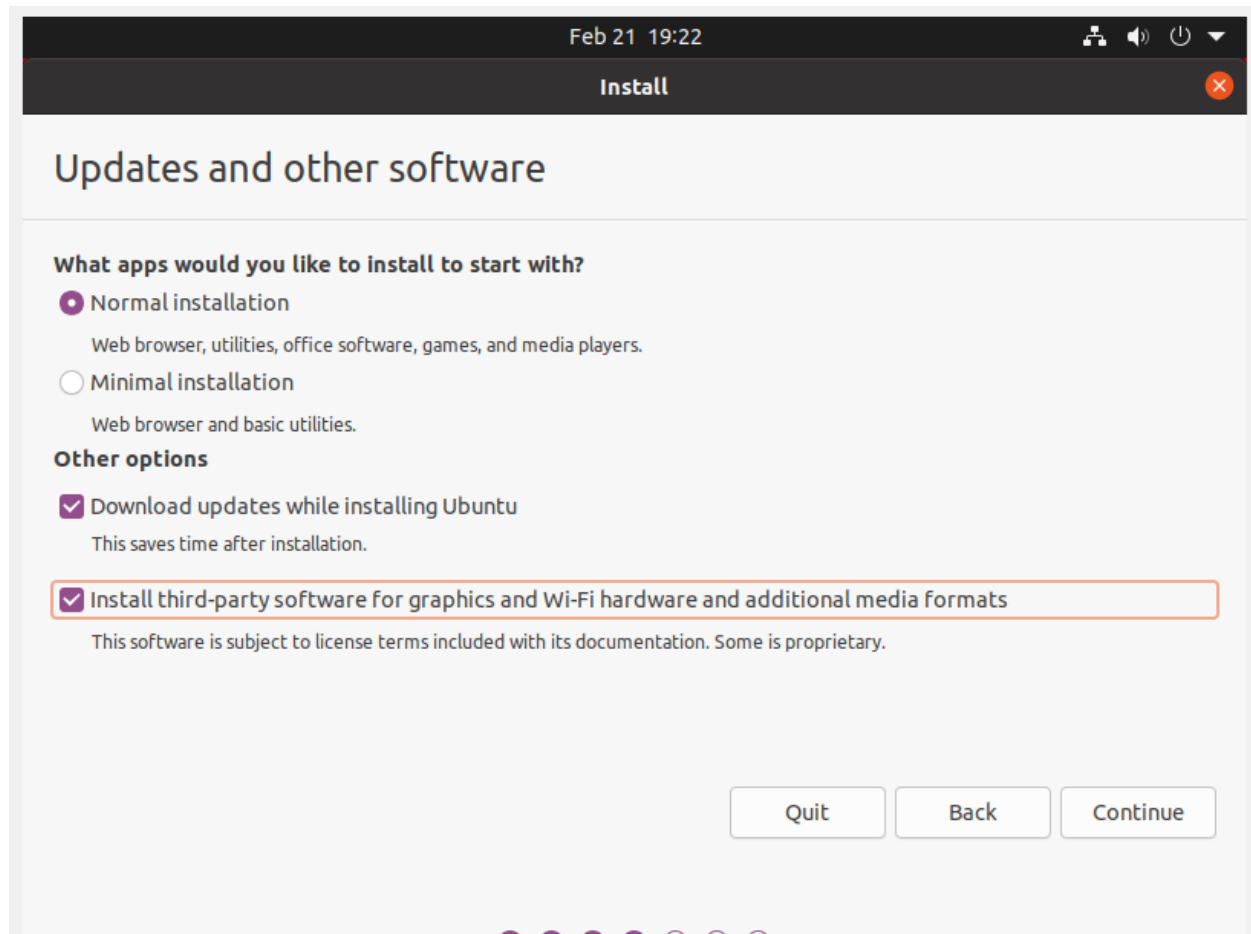 Feb 21 19:22
Install
Updates and other software
What apps would you like to install to start with?
Normal installation
Web browser, utilities, office software, games, and media players.
Minimal installation
Web browser and basic utilities.
Other options
Download updates while installing Ubuntu
This saves time after installation.
Install third-party software for graphics and Wi-Fi hardware and additional media formats
This software is subject to license terms included with its documentation. Some is proprietary.
Quit Back Continue